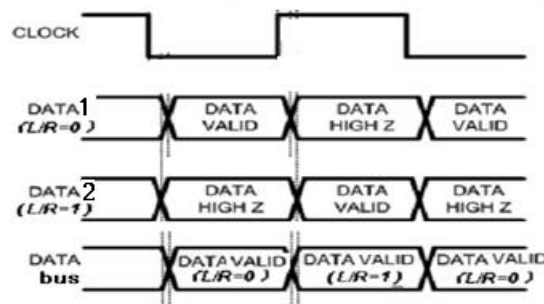 CLOCK
DATA1
(L/R=0)
DATA
VALID
DATA
HIGH Z
DATA
VALID
DATA2
(L/R=1)
DATA
HIGH Z
DATA
VALID
DATA
HIGH Z
DATA
bus
DATA VALID
(L/R=0)
DATA VALID
(L/R=1)
DATA VALID
(L/R=0)